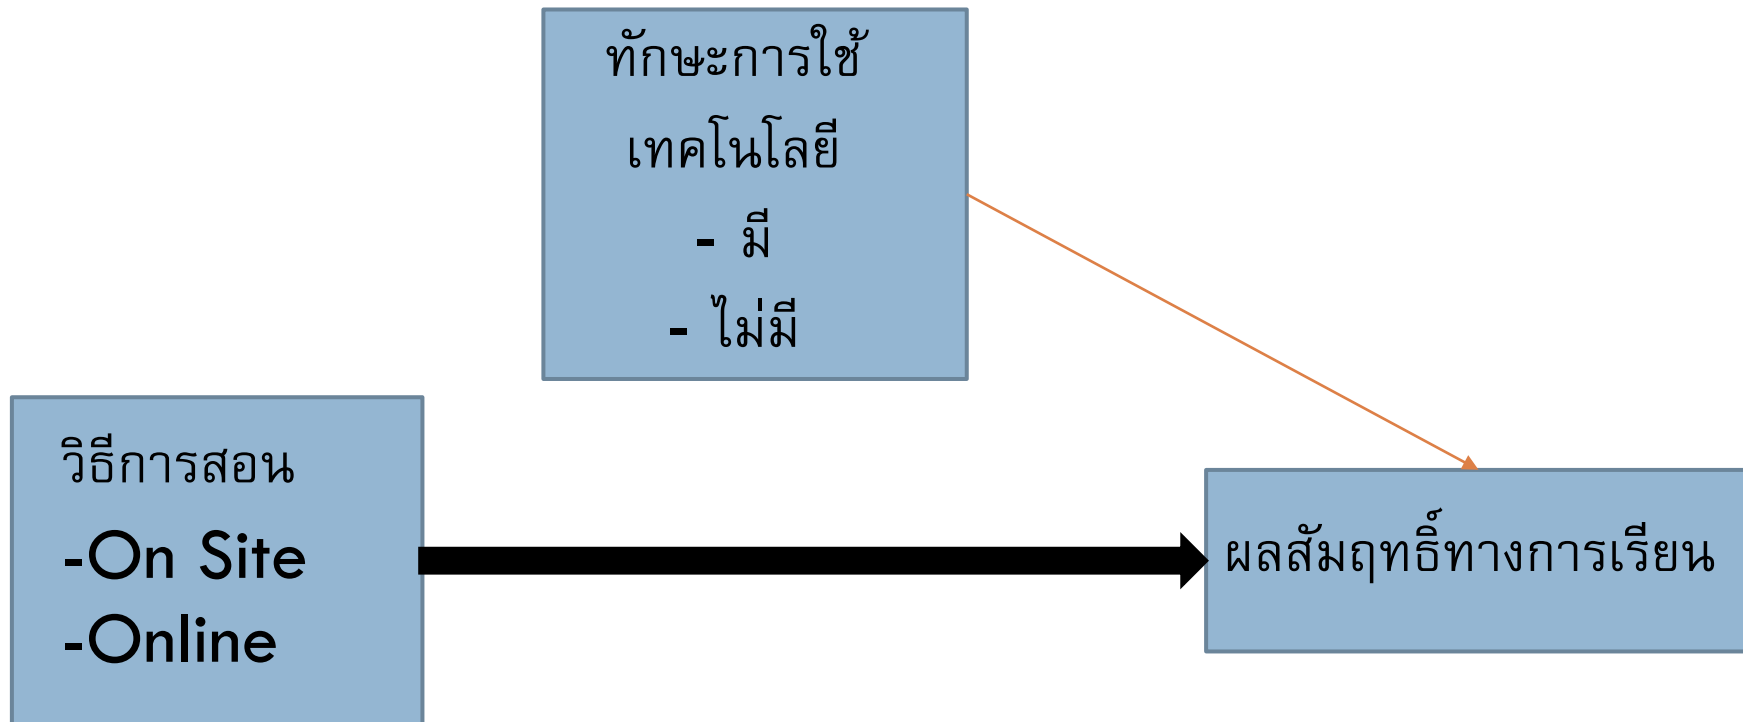 ทักษะการใช้
เทคโนโลยี
- มี
- ไม่มี
วิธีการสอน
-On Site
-Online
ผลสัมฤทธิ์ทางการเรียน